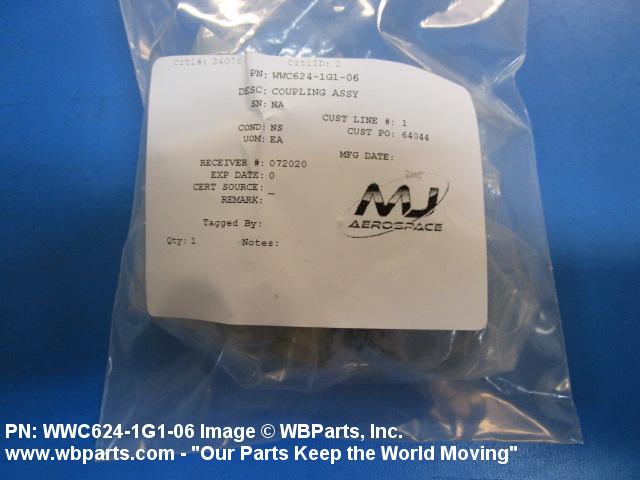 Crtl#: 34076 CrtlID: 2
PN: WWC624-1G1-06
DESC: COUPLING ASSY
SN: NA
CUST LINE #: 1
COND: NS
CUST PO: 64044
UOM: EA
MFG DATE:
RECEIVER #: 072020
EXP DATE: 0
CERT SOURCE: _
REMARK:
MJ
AEROSPACE
Tagged By:
Qty: 1 Notes:
PN: WWC624-1G1-06 Image © WBParts, Inc.
www.wbparts.com - "Our Parts Keep the World Moving"